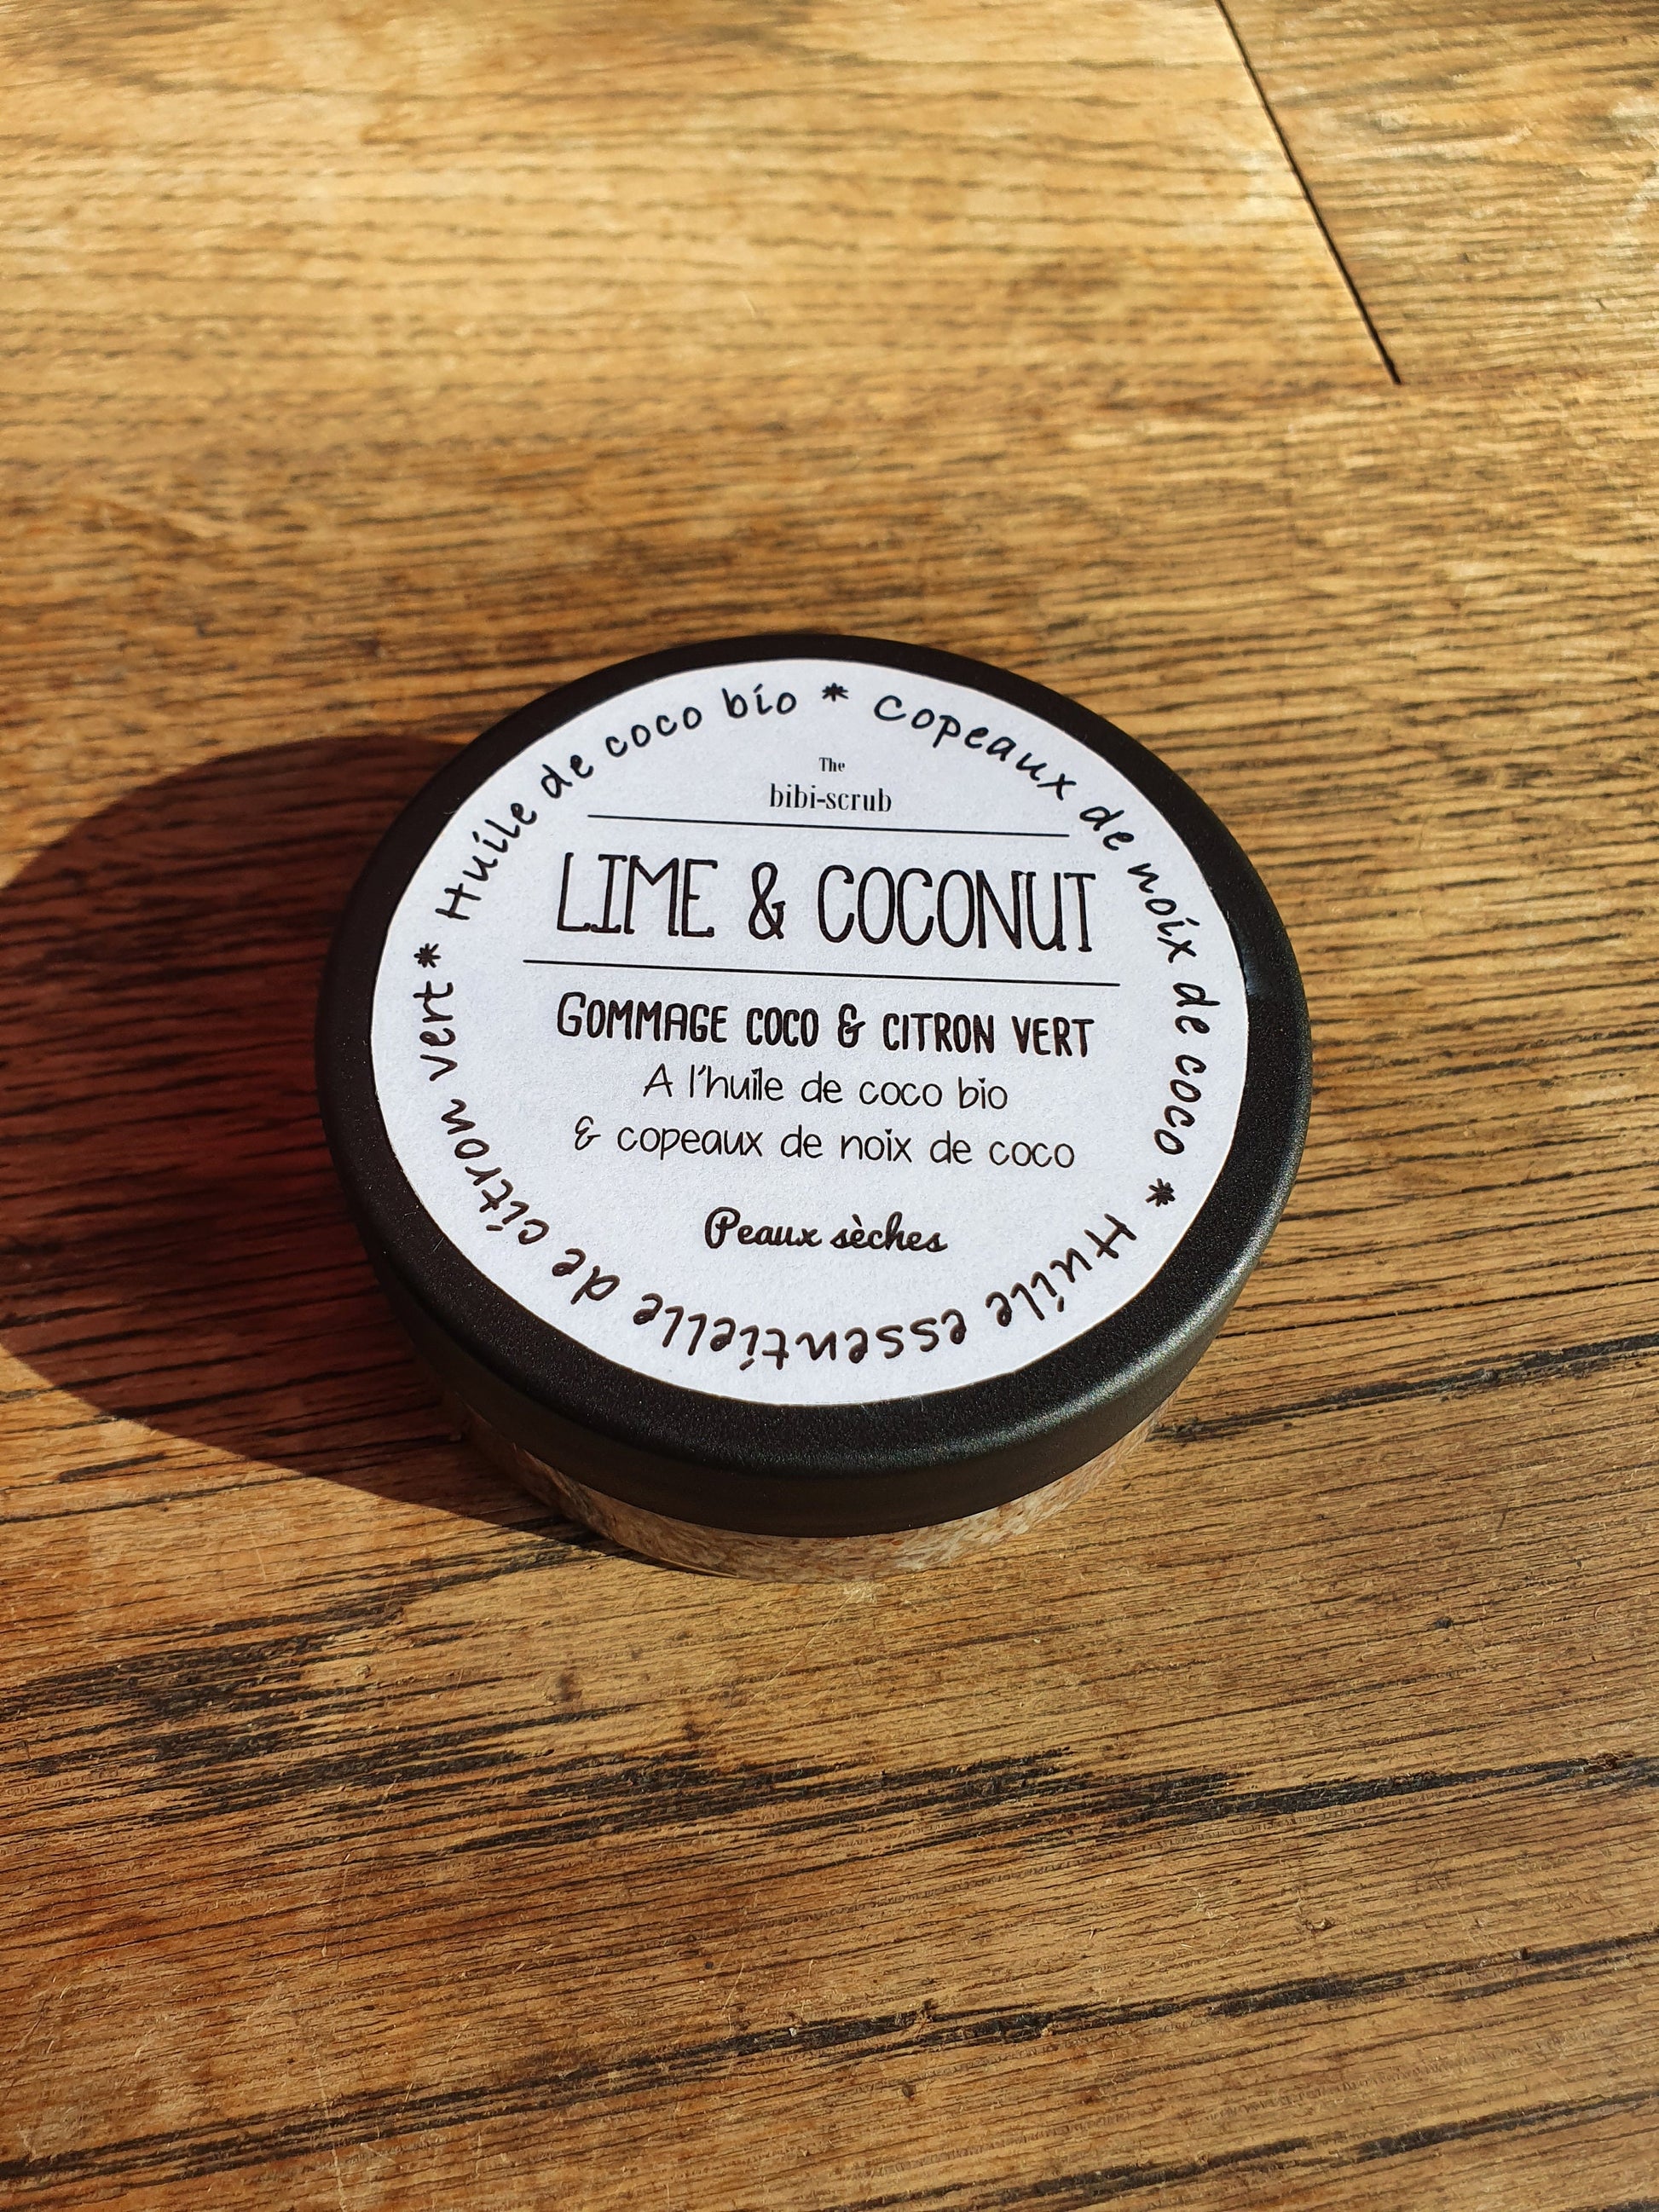 Huile de coco bio * Copeaux de noix de coco * Huile essentielle de citron vert *
The
bibi-scrub
LIME & COCONUT
GOMMAGE COCO & CITRON VERT
A l'huile de coco bio
& copeaux de noix de coco
Peaux sèches